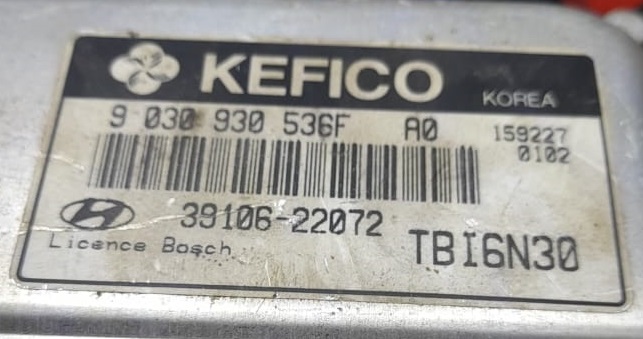 KEFICO
KOREA
9 030 930 536F A0 159227
0102
39106-22072
Licence Bosch
TBI6N30